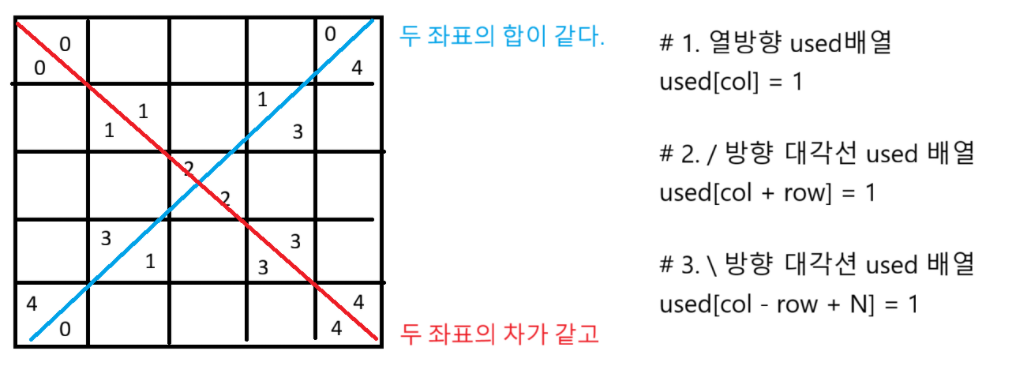 0
0
0
4
두 좌표의 합이 같다.
1
1
1
3
2
2
3
1
3
3
4
0
4
4
두 좌표의 차가 같고
# 1. 열방향 used배열
used[col] = 1
# 2. / 방향 대각선 used 배열
used[col + row] = 1
# 3. \ 방향 대각션 used 배열
used[col - row + N] = 1